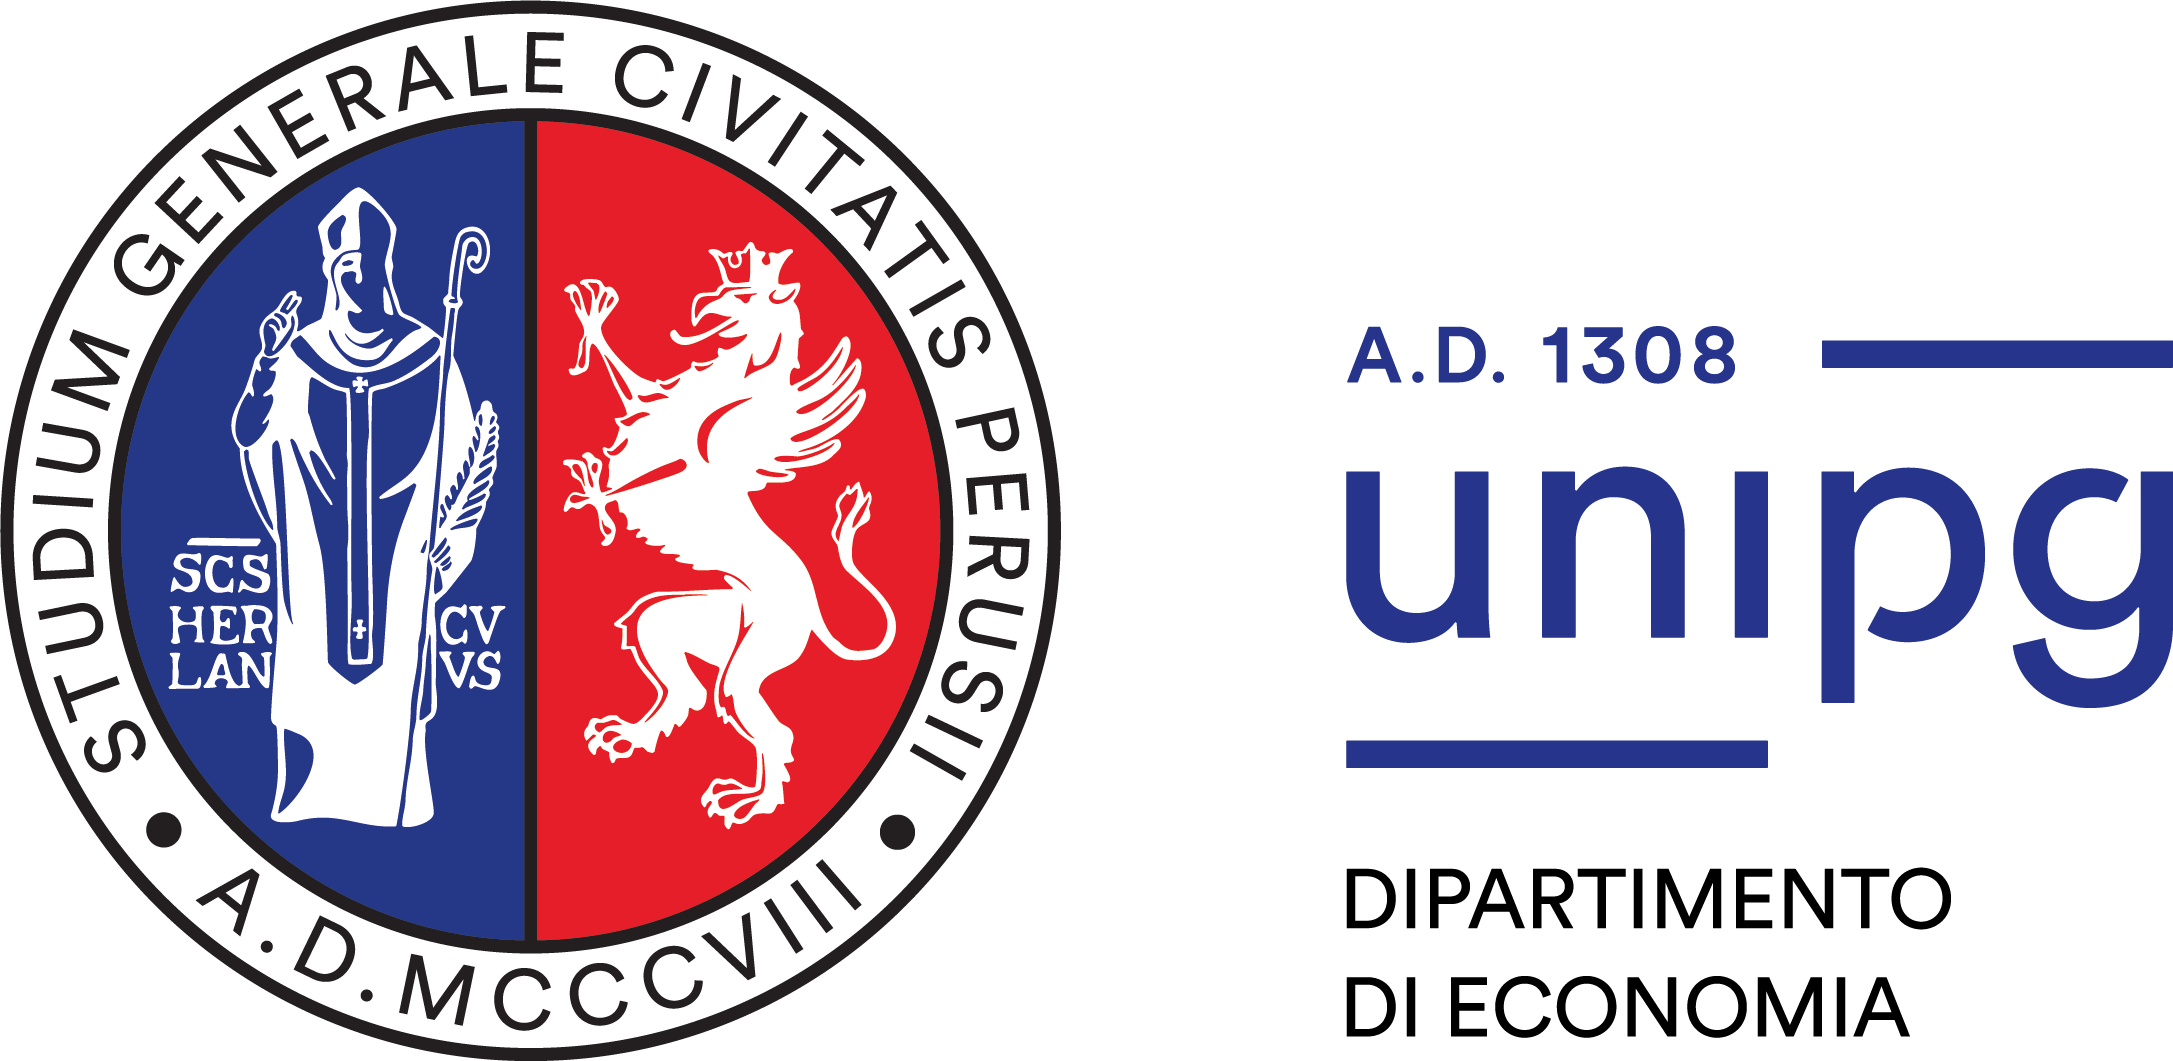 STUDIUM GENERALE CIVITATIS PERUSII
• A.D.MCCCVIII •
SCS
HER
LAN
CV
VS
A.D. 1308
unipg
DIPARTIMENTO
DI ECONOMIA